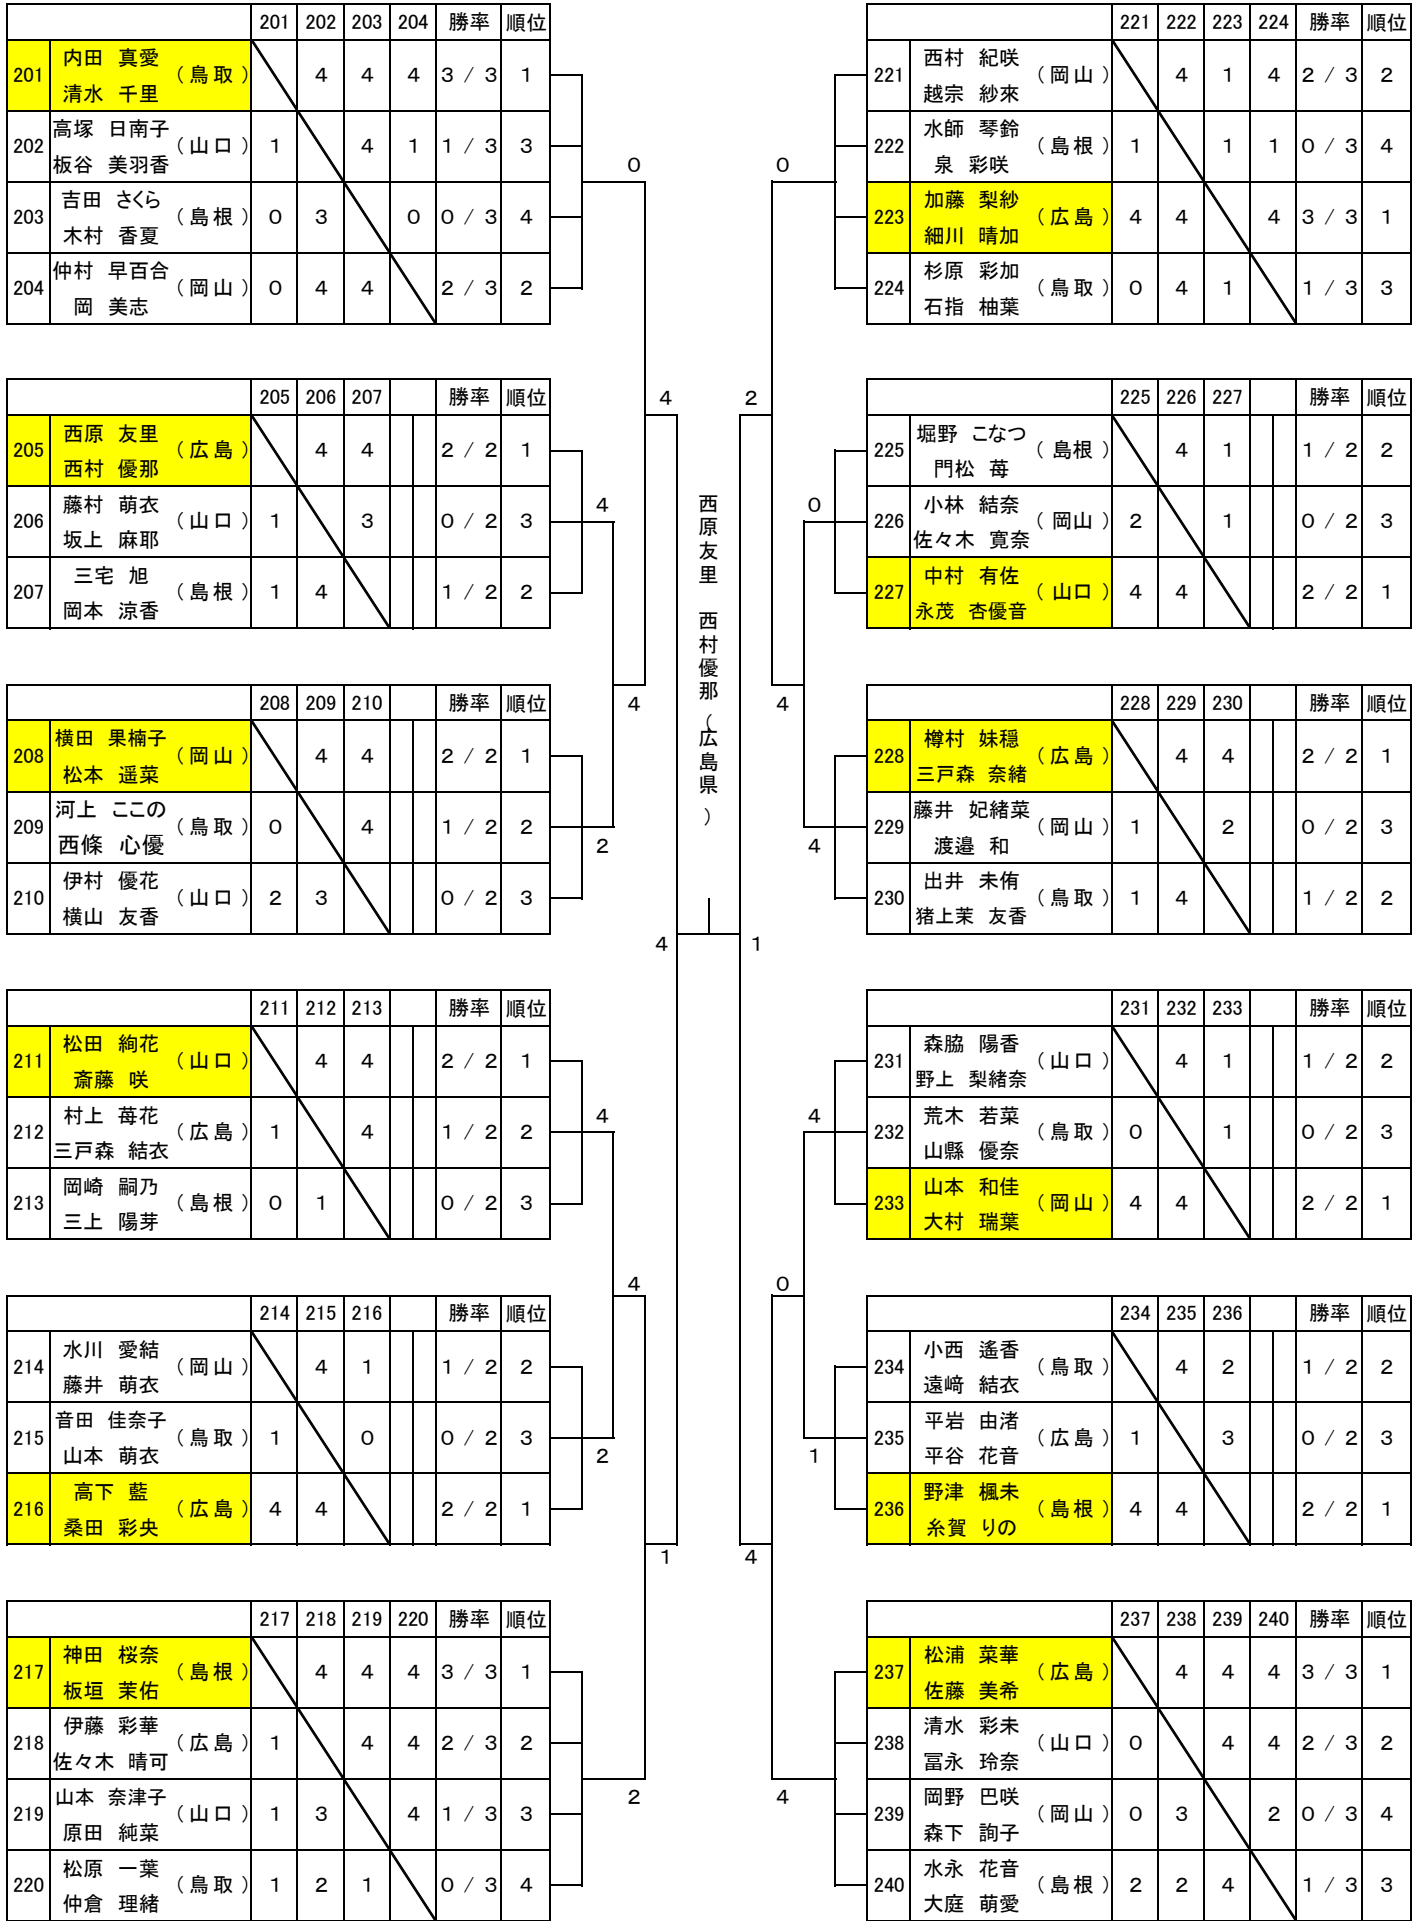 201 202 203 204 勝率 順位
201 内田 真愛 清水 千里 (鳥取) 4 4 4 3 / 3 1
202 高塚 日南子 板谷 美羽香 (山口) 1 4 1 1 / 3 3
203 吉田 さくら 木村 香夏 (島根) 0 3 0 0 / 3 4
204 仲村 早百合 岡 美志 (岡山) 0 4 4 2 / 3 2
0
205 206 207 勝率 順位
205 西原 友里 西村 優那 (広島) 4 4 2 / 2 1
206 藤村 萌衣 坂上 麻耶 (山口) 1 3 0 / 2 3
207 三宅 旭 岡本 涼香 (島根) 1 4 1 / 2 2
4
4
208 209 210 勝率 順位
208 横田 果楠子 松本 遥菜 (岡山) 4 4 2 / 2 1
209 河上 ここの 西條 心優 (鳥取) 0 4 1 / 2 2
210 伊村 優花 横山 友香 (山口) 2 3 0 / 2 3
4
2
4
211 212 213 勝率 順位
211 松田 絢花 斎藤 咲 (山口) 4 4 2 / 2 1
212 村上 苺花 三戸森 結衣 (広島) 1 4 1 / 2 2
213 岡崎 嗣乃 三上 陽芽 (島根) 0 1 0 / 2 3
4
4
214 215 216 勝率 順位
214 水川 愛結 藤井 萌衣 (岡山) 4 1 1 / 2 2
215 音田 佳奈子 山本 萌衣 (鳥取) 1 0 0 / 2 3
216 高下 藍 桑田 彩央 (広島) 4 4 2 / 2 1
2
1
217 218 219 220 勝率 順位
217 神田 桜奈 板垣 茉佑 (島根) 4 4 4 3 / 3 1
218 伊藤 彩華 佐々木 晴可 (広島) 1 4 4 2 / 3 2
219 山本 奈津子 原田 純菜 (山口) 1 3 4 1 / 3 3
220 松原 一葉 仲倉 理緒 (鳥取) 1 2 1 0 / 3 4
2
西原友里 西村優那(広島県)
221 222 223 224 勝率 順位
221 西村 紀咲 越宗 紗來 (岡山) 4 1 4 2 / 3 2
222 水師 琴鈴 泉 彩咲 (島根) 1 1 1 0 / 3 4
223 加藤 梨紗 細川 晴加 (広島) 4 4 4 3 / 3 1
224 杉原 彩加 石指 柚葉 (鳥取) 0 4 1 1 / 3 3
0
225 226 227 勝率 順位
225 堀野 こなつ 門松 苺 (島根) 4 1 1 / 2 2
226 小林 結奈 佐々木 寛奈 (岡山) 2 1 0 / 2 3
227 中村 有佐 永茂 杏優音 (山口) 4 4 2 / 2 1
2
0
228 229 230 勝率 順位
228 樽村 妹穏 三戸森 奈緒 (広島) 4 4 2 / 2 1
229 藤井 妃緒菜 渡邉 和 (岡山) 1 2 0 / 2 3
230 出井 未侑 猪上茉 友香 (鳥取) 1 4 1 / 2 2
4
4
1
231 232 233 勝率 順位
231 森脇 陽香 野上 梨緒奈 (山口) 4 1 1 / 2 2
232 荒木 若菜 山縣 優奈 (鳥取) 0 1 0 / 2 3
233 山本 和佳 大村 瑞葉 (岡山) 4 4 2 / 2 1
4
0
234 235 236 勝率 順位
234 小西 遙香 遠﨑 結衣 (鳥取) 4 2 1 / 2 2
235 平岩 由渚 平谷 花音 (広島) 1 3 0 / 2 3
236 野津 楓未 糸賀 りの (島根) 4 4 2 / 2 1
1
4
237 238 239 240 勝率 順位
237 松浦 菜華 佐藤 美希 (広島) 4 4 4 3 / 3 1
238 清水 彩未 冨永 玲奈 (山口) 0 4 4 2 / 3 2
239 岡野 巴咲 森下 詢子 (岡山) 0 3 2 0 / 3 4
240 水永 花音 大庭 萌愛 (島根) 2 2 4 1 / 3 3
4